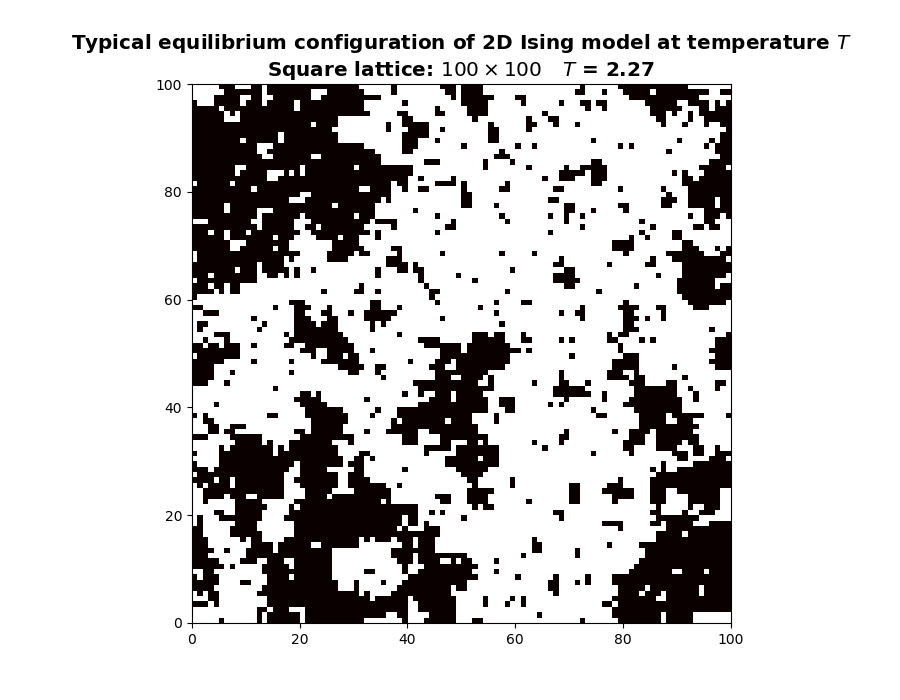 Typical equilibrium configuration of 2D Ising model at temperature T
Square lattice: 100 × 100 T = 2.27
100
80
60
40
20
0
0 20 40 60 80 100